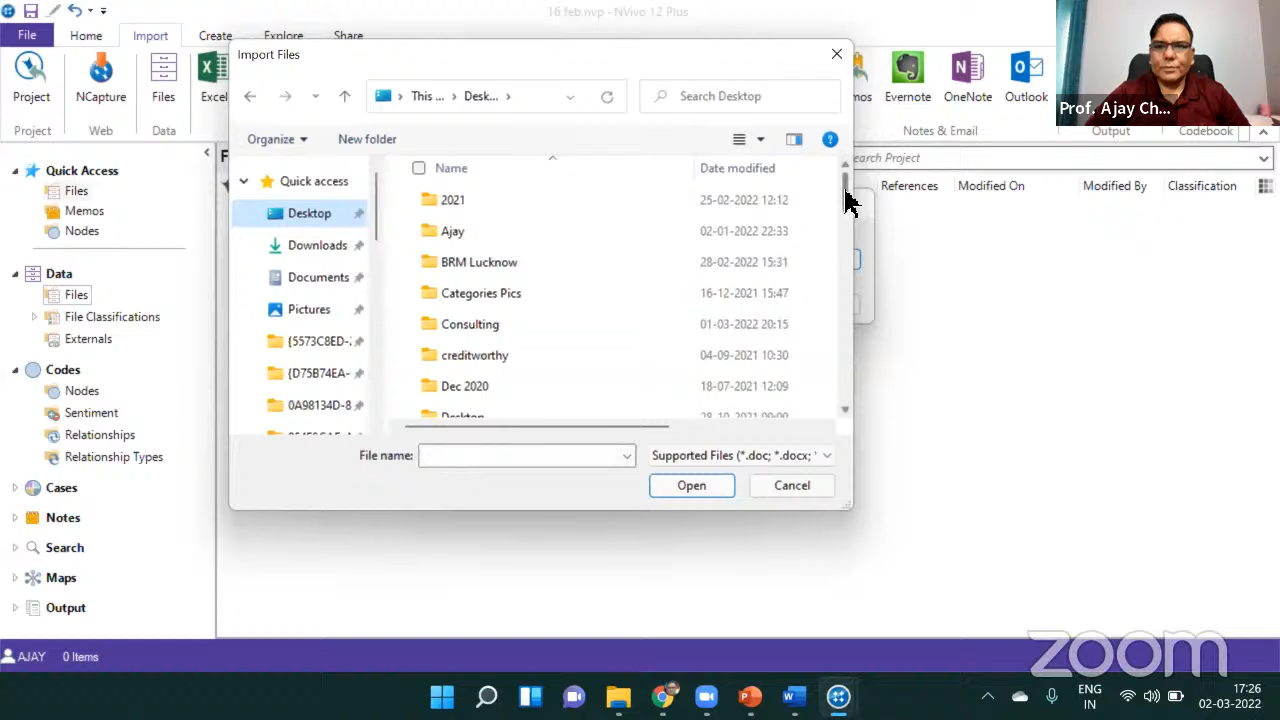 16 feb.nvp - NVivo 12 Plus
File Home Import Create Explore Share
Import Files
Project NCapture Files Excel Evernote OneNote Outlook
Project Web Data Notes & Email Output Codebook
Prof. Ajay Ch...
This ... Desk...
Search Desktop
Organize New folder
earch Project
References Modified On Modified By Classification
Name Date modified
Quick Access
Files
Memos
Nodes
Data
Files
File Classifications
Externals
Codes
Nodes
Sentiment
Relationships
Relationship Types
Cases
Notes
Search
Maps
Output
Quick access
Desktop
Downloads
Documents
Pictures
{5573C8ED-
{D75B74EA-
0A98134D-8
2021 25-02-2022 12:12
Ajay 02-01-2022 22:33
BRM Lucknow 28-02-2022 15:31
Categories Pics 16-12-2021 15:47
Consulting 01-03-2022 20:15
creditworthy 04-09-2021 10:30
Dec 2020 18-07-2021 12:09
Desktop 28-10-2021 09:00
File name: Supported Files (*.doc; *.docx; *
Open Cancel
AJAY 0 Items
zoom
ENG
IN
17:26
02-03-2022